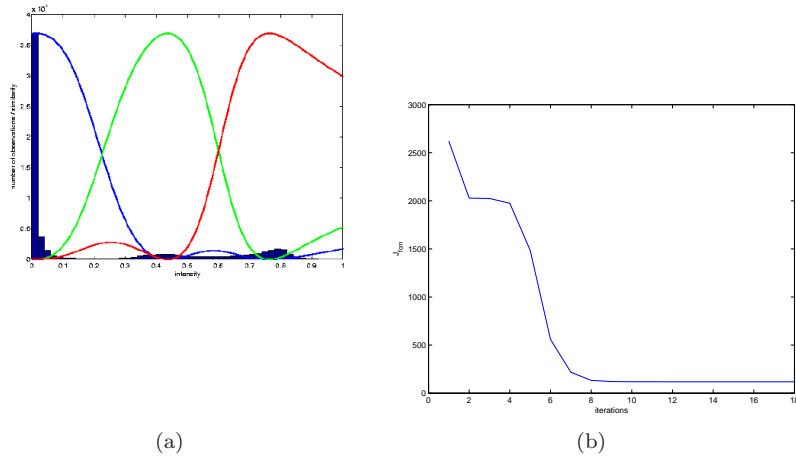 x 10⁴
4
3.5
3
2.5
2
1.5
1
0.5
0
0 0.1 0.2 0.3 0.4 0.5 0.6 0.7 0.8 0.9 1
number of observations / similarity
intensity
(a)
3000
2500
2000
1500
1000
500
0
0 2 4 6 8 10 12 14 16 18
J_fcm
iterations
(b)